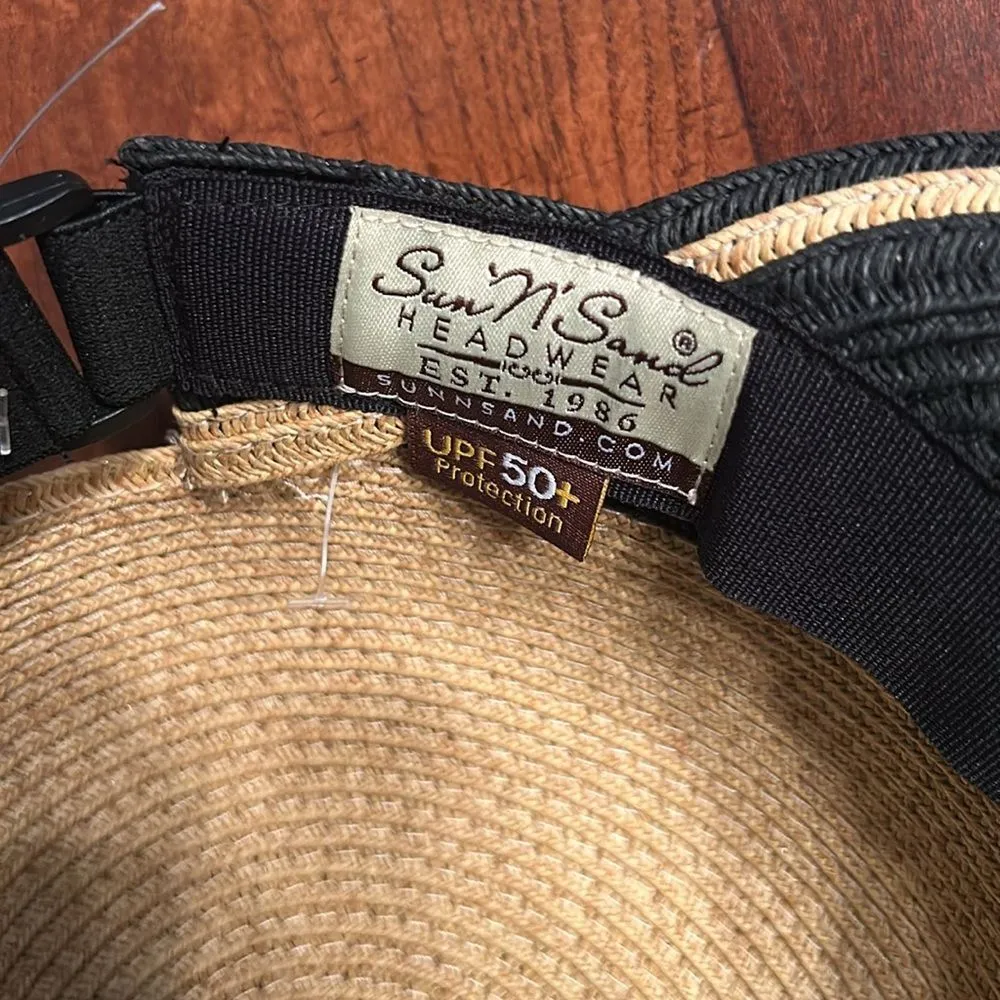 Sun 'N' Sand®
HEADWEAR
EST. 1986
SUNNSAND.COM
UPF 50+
Protection